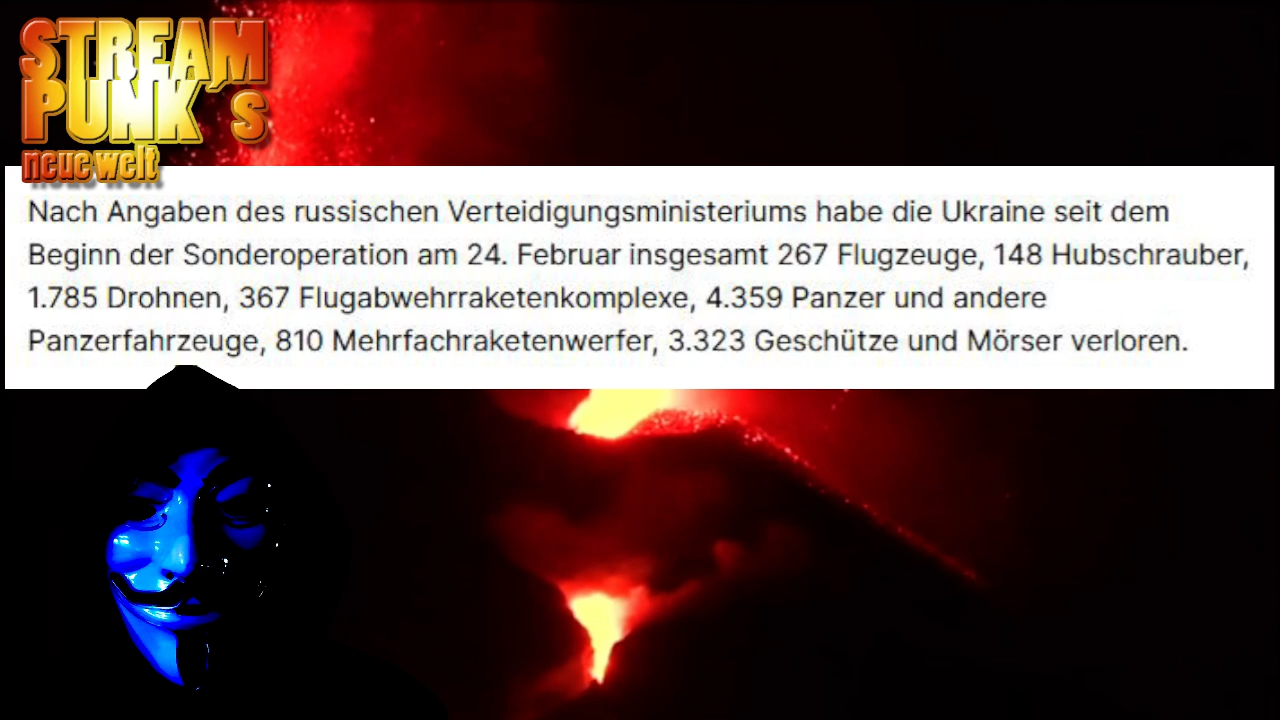 STREAM
PUNK´s
neue welt
Nach Angaben des russischen Verteidigungsministeriums habe die Ukraine seit dem
Beginn der Sonderoperation am 24. Februar insgesamt 267 Flugzeuge, 148 Hubschrauber,
1.785 Drohnen, 367 Flugabwehrraketenkomplexe, 4.359 Panzer und andere
Panzerfahrzeuge, 810 Mehrfachraketenwerfer, 3.323 Geschütze und Mörser verloren.